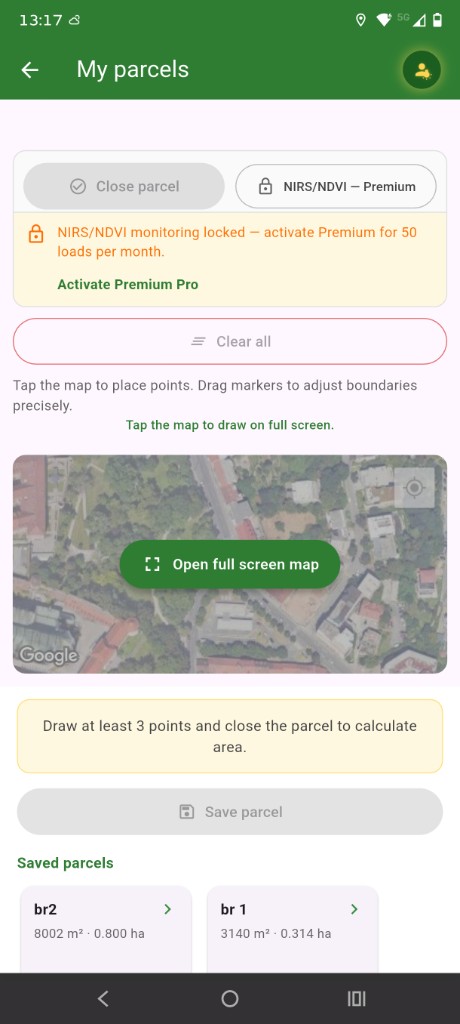 13:17
5G
My parcels
Close parcel
NIRS/NDVI — Premium
NIRS/NDVI monitoring locked — activate Premium for 50
loads per month.
Activate Premium Pro
Clear all
Tap the map to place points. Drag markers to adjust boundaries
precisely.
Tap the map to draw on full screen.
Open full screen map
Google
Draw at least 3 points and close the parcel to calculate
area.
Save parcel
Saved parcels
br2
8002 m² · 0.800 ha
br 1
3140 m² · 0.314 ha